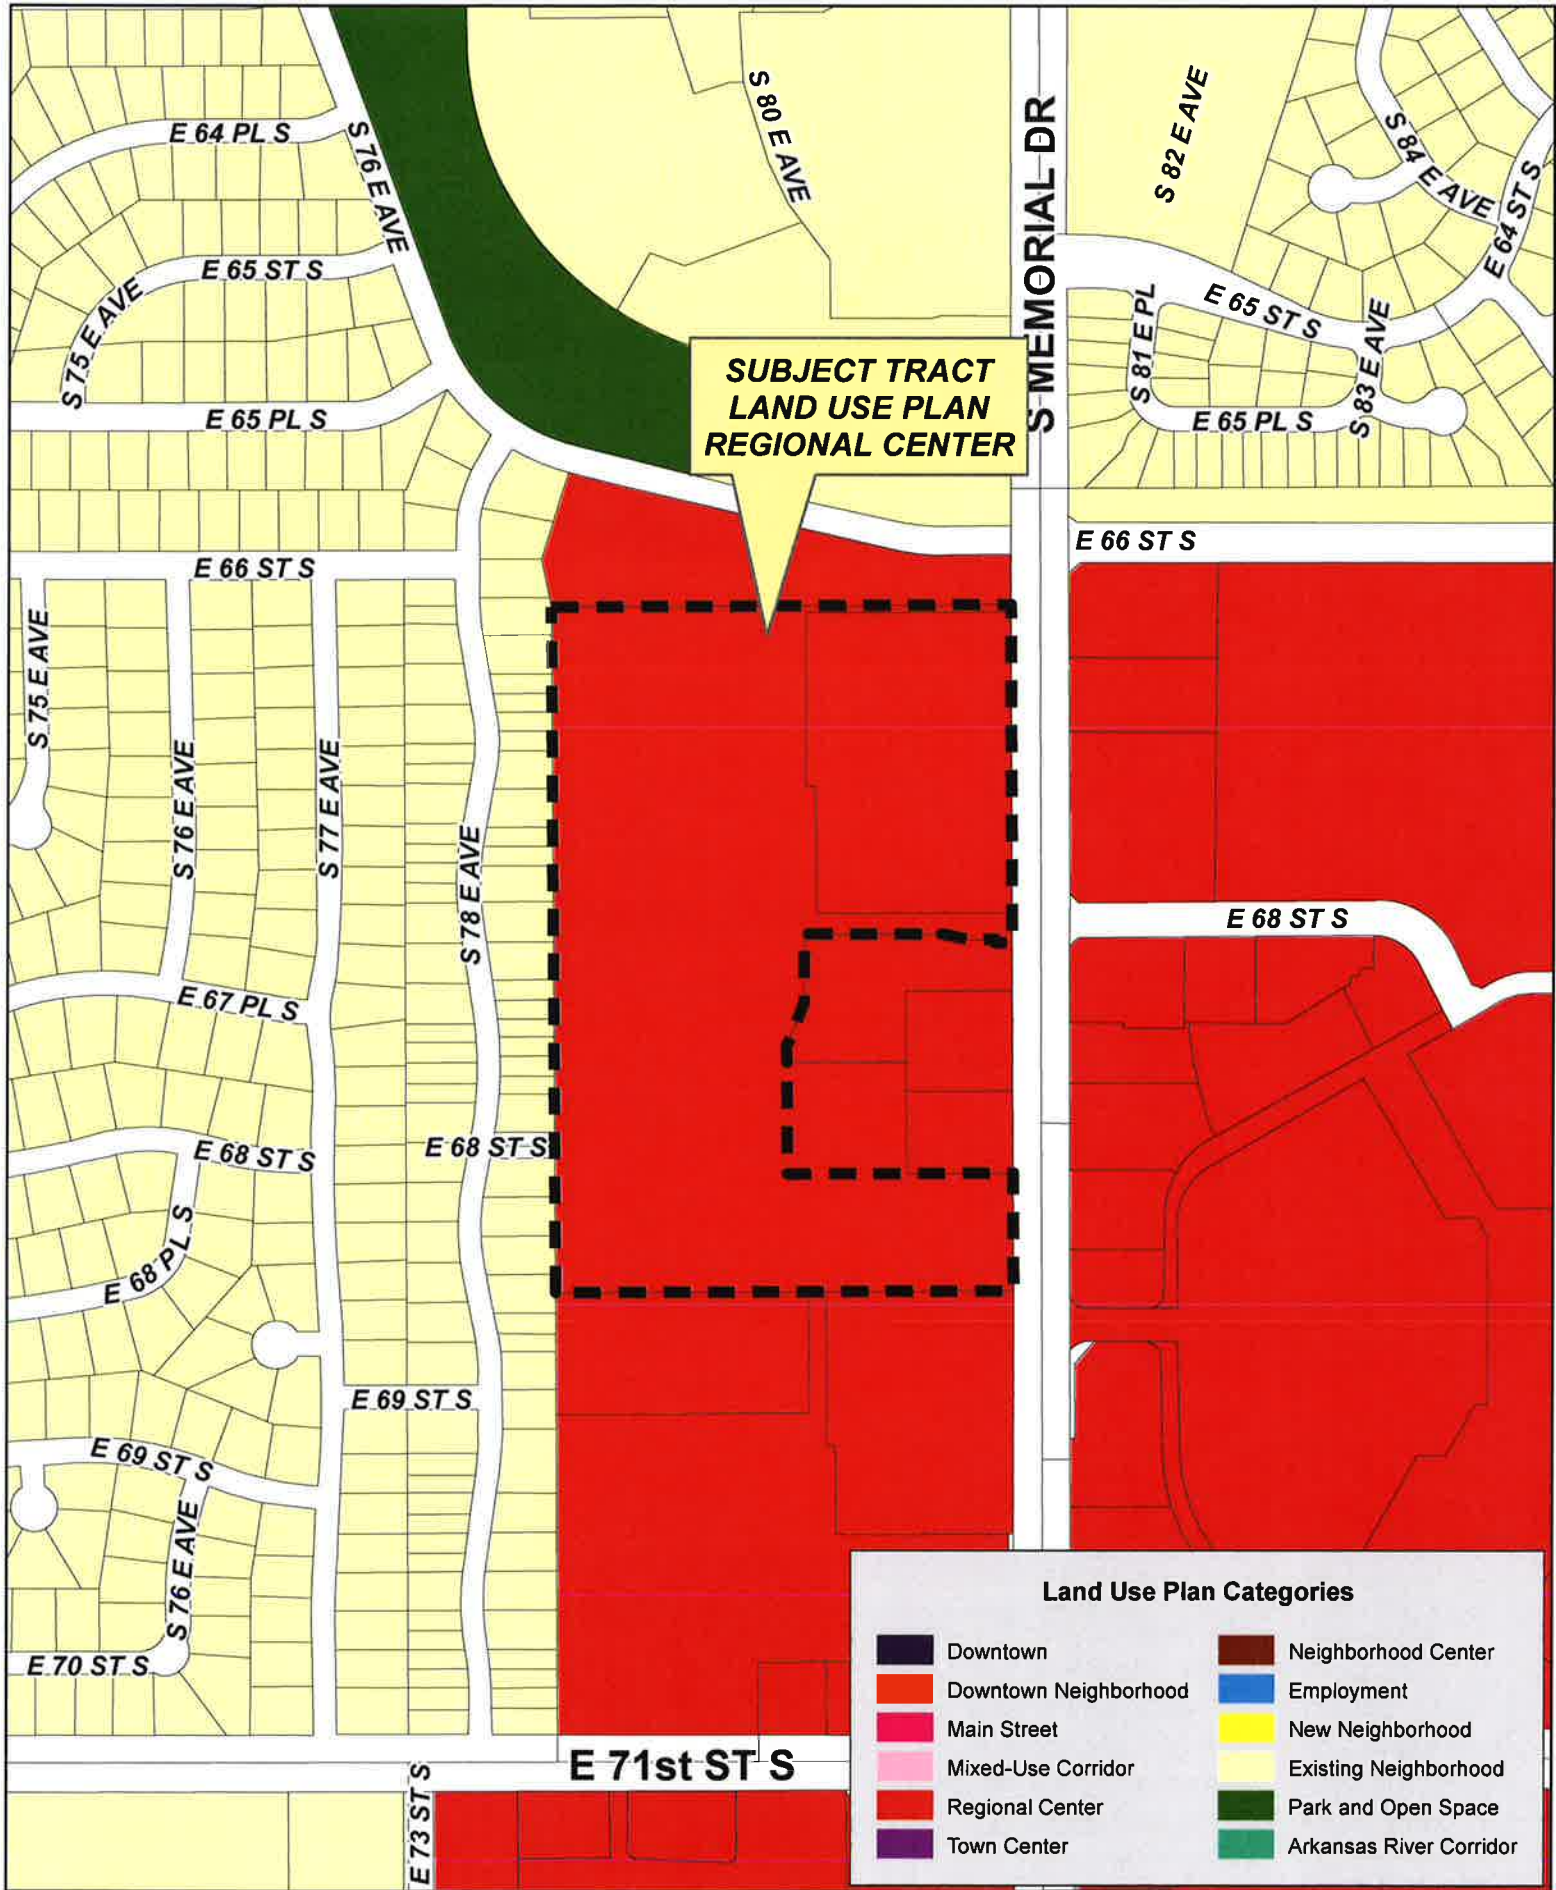 E 64 PL S
S 76 E AVE
S 80 E AVE
S MEMORIAL DR
S 82 E AVE
S 84 E AVE
E 64 ST S
E 65 ST S
S 75 E AVE
E 65 PL S
S 81 E PL
E 65 ST S
S 83 E AVE
E 65 PL S
SUBJECT TRACT
LAND USE PLAN
REGIONAL CENTER
E 66 ST S
E 66 ST S
S 75 E AVE
S 76 E AVE
S 77 E AVE
S 78 E AVE
E 68 ST S
E 67 PL S
E 68 ST S
E 68 ST S
E 68 PL S
E 69 ST S
E 69 ST S
S 76 E AVE
E 70 ST S
E 71st ST S
E 73 ST S
Land Use Plan Categories
Downtown
Downtown Neighborhood
Main Street
Mixed-Use Corridor
Regional Center
Town Center
Neighborhood Center
Employment
New Neighborhood
Existing Neighborhood
Park and Open Space
Arkansas River Corridor